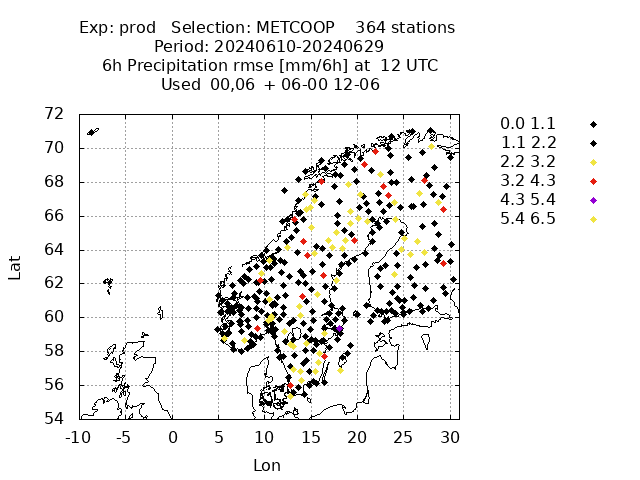 Exp: prod   Selection: METCOOP    364 stations
Period: 20240610-20240629
6h Precipitation rmse [mm/6h] at  12 UTC
Used  00,06  + 06-00 12-06
72
70
68
66
64
62
60
58
56
54
Lat
-10 -5 0 5 10 15 20 25 30
Lon
0.0 1.1
1.1 2.2
2.2 3.2
3.2 4.3
4.3 5.4
5.4 6.5